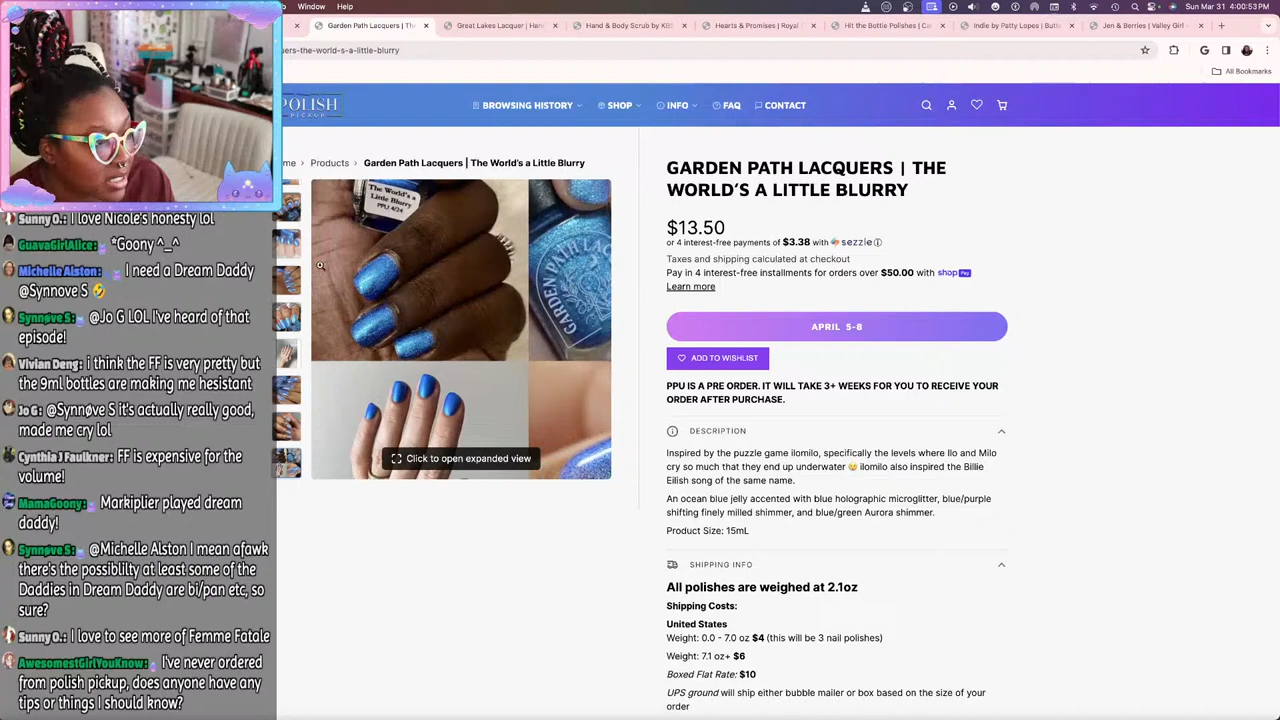 Window
Garden Path Lacquers | The
Great Lakes Lacquer | Hand
Hand & Body Scrub by KBS
Hearts & Promises | Royal
Hit the Bottle Polishes | Ca
Indie by Patty Lopes | Butte
Jen & Berries | Valley Girl -
Sun Mar 31 4:00:53 PM
uers-the-world-s-a-little-blurry
All Bookmarks
POLISH
PICKUP
BROWSING HISTORY
SHOP
INFO
FAQ
CONTACT
me > Products > Garden Path Lacquers | The World's a Little Blurry
The World's a
Little Blurry
PPU 4/24
GARDEN
Click to open expanded view
GARDEN PATH LACQUERS | THE
WORLD'S A LITTLE BLURRY
$13.50
or 4 interest-free payments of $3.38 with sezzle
Taxes and shipping calculated at checkout
Pay in 4 interest-free installments for orders over $50.00 with shop Pay
Learn more
APRIL 5-8
ADD TO WISHLIST
PPU IS A PRE ORDER. IT WILL TAKE 3+ WEEKS FOR YOU TO RECEIVE YOUR
ORDER AFTER PURCHASE.
DESCRIPTION
Inspired by the puzzle game ilomilo, specifically the levels where Ilo and Milo
cry so much that they end up underwater 😢 ilomilo also inspired the Billie
Eilish song of the same name.
An ocean blue jelly accented with blue holographic microglitter, blue/purple
shifting finely milled shimmer, and blue/green Aurora shimmer.
Product Size: 15mL
SHIPPING INFO
All polishes are weighed at 2.1oz
Shipping Costs:
United States
Weight: 0.0 - 7.0 oz $4 (this will be 3 nail polishes)
Weight: 7.1 oz+ $6
Boxed Flat Rate: $10
UPS ground will ship either bubble mailer or box based on the size of your
order
Sunny O.: I love Nicole's honesty lol
GuavaGirlAlice: *Goony ^_^
Michelle Alston: I need a Dream Daddy
@Synnove S 🤣
Synnøve S: @Jo G LOL I've heard of that
episode!
Vivian Deng: i think the FF is very pretty but
the 9ml bottles are making me hesistant
Jo G: @Synnøve S it's actually really good,
made me cry lol
Cynthia J Faulkner: FF is expensive for the
volume!
MamaGoony: Markiplier played dream
daddy!
Synnøve S: @Michelle Alston I mean afawk
there's the possiblilty at least some of the
Daddies in Dream Daddy are bi/pan etc, so
sure?
Sunny O.: I love to see more of Femme Fatale
AwesomestGirlYouKnow: I've never ordered
from polish pickup, does anyone have any
tips or things I should know?